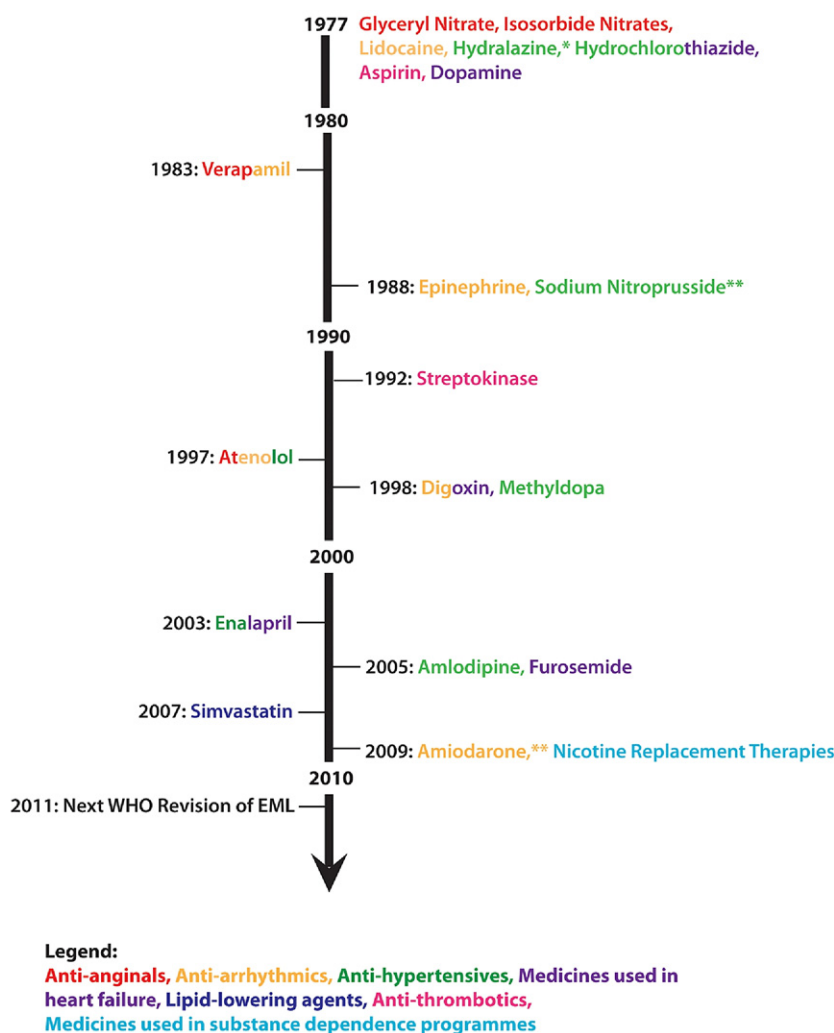 1977 Glyceryl Nitrate, Isosorbide Nitrates,
Lidocaine, Hydralazine,* Hydrochlorothiazide,
Aspirin, Dopamine
1980
1983: Verapamil
1988: Epinephrine, Sodium Nitroprusside**
1990
1992: Streptokinase
1997: Atenolol
1998: Digoxin, Methyldopa
2000
2003: Enalapril
2005: Amlodipine, Furosemide
2007: Simvastatin
2009: Amiodarone,** Nicotine Replacement Therapies
2010
2011: Next WHO Revision of EML
Legend:
Anti-anginals, Anti-arrhythmics, Anti-hypertensives, Medicines used in
heart failure, Lipid-lowering agents, Anti-thrombotics,
Medicines used in substance dependence programmes